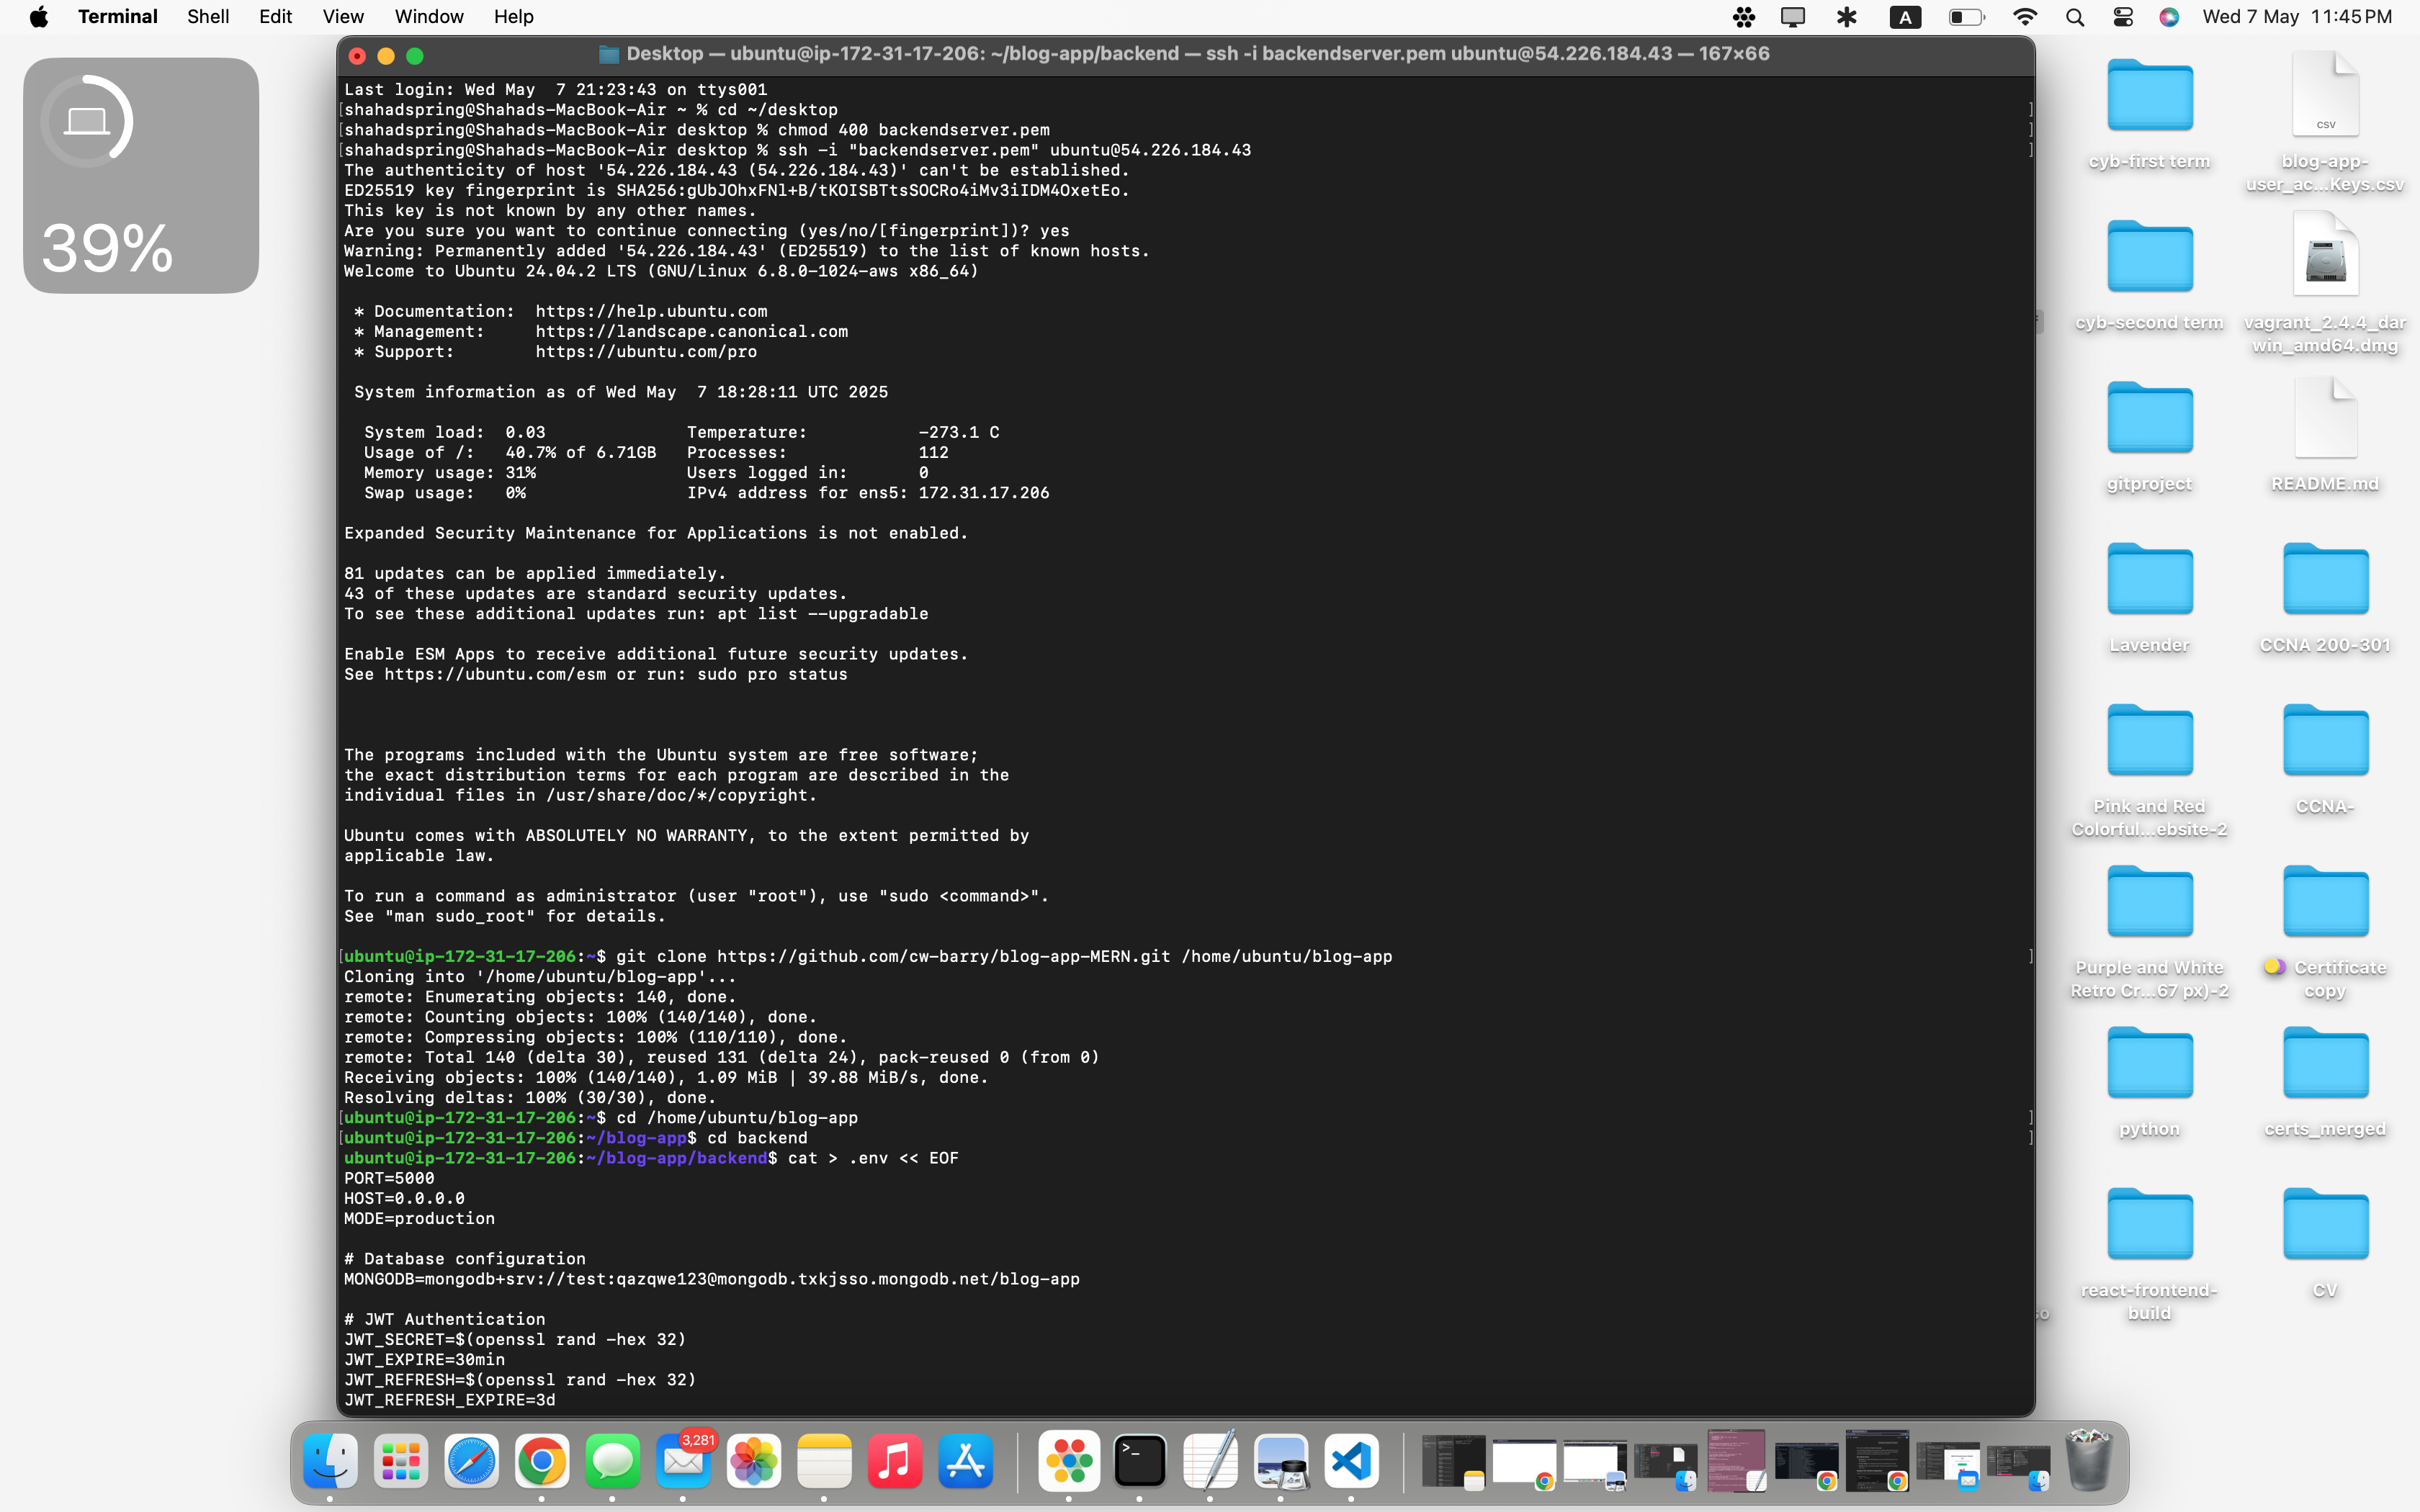 Terminal Shell Edit View Window Help
A
Wed 7 May 11:45 PM
39%
Desktop — ubuntu@ip-172-31-17-206: ~/blog-app/backend — ssh -i backendserver.pem ubuntu@54.226.184.43 — 167×66
Last login: Wed May  7 21:23:43 on ttys001
[shahadspring@Shahads-MacBook-Air ~ % cd ~/desktop ]
[shahadspring@Shahads-MacBook-Air desktop % chmod 400 backendserver.pem ]
[shahadspring@Shahads-MacBook-Air desktop % ssh -i "backendserver.pem" ubuntu@54.226.184.43 ]
The authenticity of host '54.226.184.43 (54.226.184.43)' can't be established.
ED25519 key fingerprint is SHA256:gUbJOhxFNl+B/tKOISBTtsSOCRo4iMv3iIDM4OxetEo.
This key is not known by any other names.
Are you sure you want to continue connecting (yes/no/[fingerprint])? yes
Warning: Permanently added '54.226.184.43' (ED25519) to the list of known hosts.
Welcome to Ubuntu 24.04.2 LTS (GNU/Linux 6.8.0-1024-aws x86_64)
* Documentation:  https://help.ubuntu.com
* Management:     https://landscape.canonical.com
* Support:        https://ubuntu.com/pro
System information as of Wed May  7 18:28:11 UTC 2025
System load:  0.03              Temperature:           -273.1 C
Usage of /:   40.7% of 6.71GB   Processes:             112
Memory usage: 31%               Users logged in:       0
Swap usage:   0%                IPv4 address for ens5: 172.31.17.206
Expanded Security Maintenance for Applications is not enabled.
81 updates can be applied immediately.
43 of these updates are standard security updates.
To see these additional updates run: apt list --upgradable
Enable ESM Apps to receive additional future security updates.
See https://ubuntu.com/esm or run: sudo pro status
The programs included with the Ubuntu system are free software;
the exact distribution terms for each program are described in the
individual files in /usr/share/doc/*/copyright.
Ubuntu comes with ABSOLUTELY NO WARRANTY, to the extent permitted by
applicable law.
To run a command as administrator (user "root"), use "sudo <command>".
See "man sudo_root" for details.
[ubuntu@ip-172-31-17-206:~$ git clone https://github.com/cw-barry/blog-app-MERN.git /home/ubuntu/blog-app ]
Cloning into '/home/ubuntu/blog-app'...
remote: Enumerating objects: 140, done.
remote: Counting objects: 100% (140/140), done.
remote: Compressing objects: 100% (110/110), done.
remote: Total 140 (delta 30), reused 131 (delta 24), pack-reused 0 (from 0)
Receiving objects: 100% (140/140), 1.09 MiB | 39.88 MiB/s, done.
Resolving deltas: 100% (30/30), done.
[ubuntu@ip-172-31-17-206:~$ cd /home/ubuntu/blog-app ]
[ubuntu@ip-172-31-17-206:~/blog-app$ cd backend ]
ubuntu@ip-172-31-17-206:~/blog-app/backend$ cat > .env << EOF
PORT=5000
HOST=0.0.0.0
MODE=production
# Database configuration
MONGODB=mongodb+srv://test:qazqwe123@mongodb.txkjsso.mongodb.net/blog-app
# JWT Authentication
JWT_SECRET=$(openssl rand -hex 32)
JWT_EXPIRE=30min
JWT_REFRESH=$(openssl rand -hex 32)
JWT_REFRESH_EXPIRE=3d
cyb-first term
CSV
blog-app-
user_ac...Keys.csv
cyb-second term
vagrant_2.4.4_dar
win_amd64.dmg
gitproject
README.md
Lavender
CCNA 200-301
Pink and Red
Colorful...ebsite-2
CCNA-
Purple and White
Retro Cr...67 px)-2
Certificate
copy
python
certs_merged
react-frontend-
build
CV
so
3,281